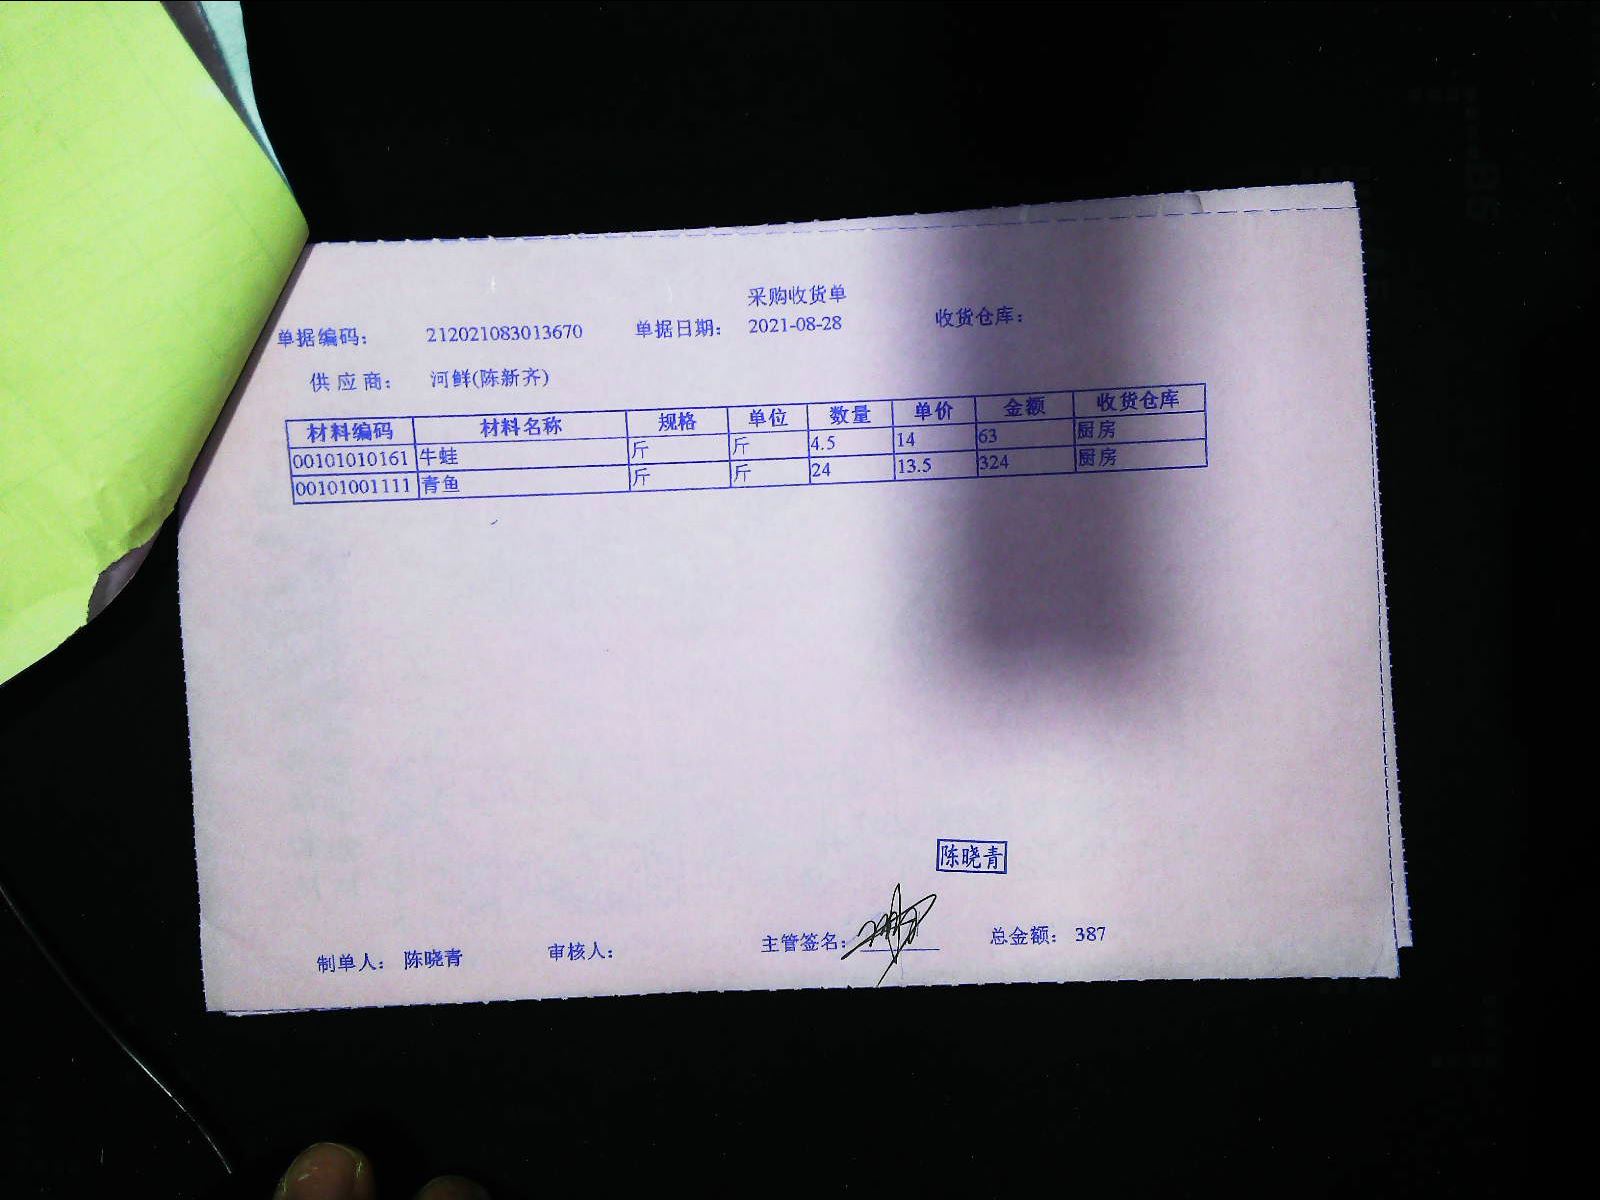 采购收货单
单据编码： 212021083013670 单据日期： 2021-08-28 收货仓库：
供应商： 河鲜(陈新齐)
材料编码 材料名称 规格 单位 数量 单价 金额 收货仓库
00101010161 牛蛙 斤 斤 4.5 14 63 厨房
00101001111 青鱼 斤 斤 24 13.5 324 厨房
陈晓青
制单人： 陈晓青 审核人： 主管签名： 总金额： 387